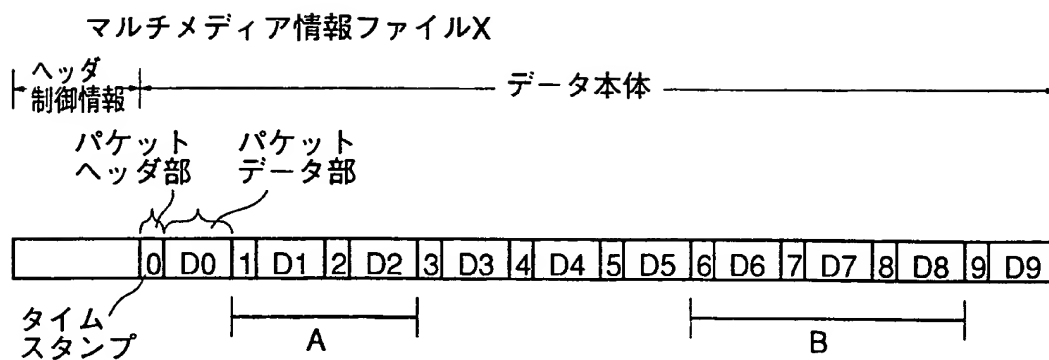 マルチメディア情報ファイルX
ヘッダ
制御情報
データ本体
パケット
ヘッダ部
パケット
データ部
0 D0 1 D1 2 D2 3 D3 4 D4 5 D5 6 D6 7 D7 8 D8 9 D9
タイム
スタンプ
A
B